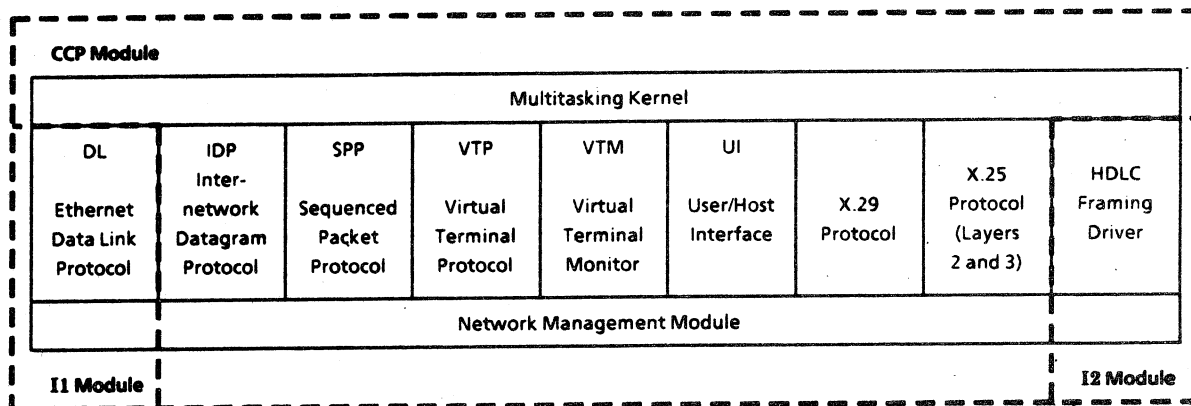 CCP Module
Multitasking Kernel
DL
Ethernet
Data Link
Protocol
IDP
Inter-
network
Datagram
Protocol
SPP
Sequenced
Packet
Protocol
VTP
Virtual
Terminal
Protocol
VTM
Virtual
Terminal
Monitor
UI
User/Host
Interface
X.29
Protocol
X.25
Protocol
(Layers
2 and 3)
HDLC
Framing
Driver
Network Management Module
I1 Module
I2 Module